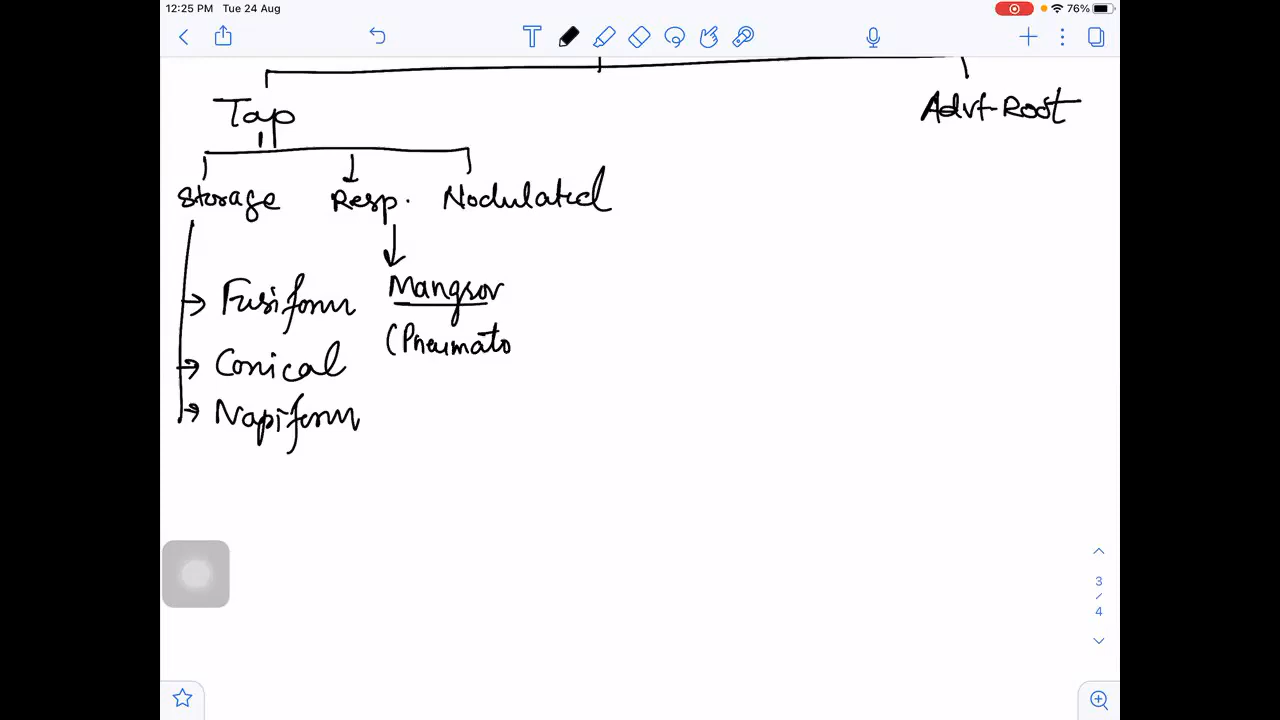 12:25 PM Tue 24 Aug
76%
Tap
Advt-Root
Storage Resp. Nodulated
Fusiform
Mangrov
(Pneumato
Conical
Napiform
3
/
4